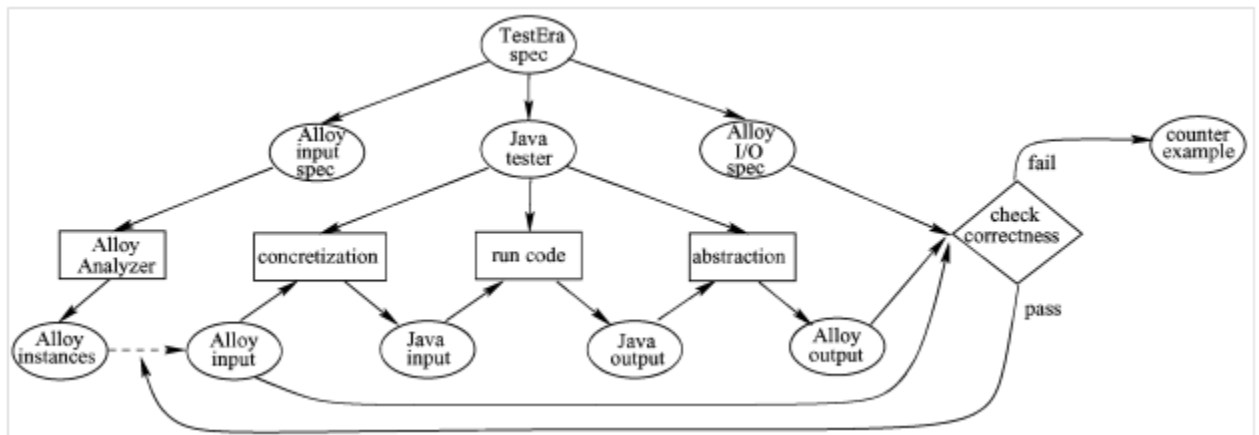 TestEra
spec
Alloy
input
spec
Java
tester
Alloy
I/O
spec
counter
example
fail
check
correctness
Alloy
Analyzer
concretization
run code
abstraction
pass
Alloy
instances
Alloy
input
Java
input
Java
output
Alloy
output